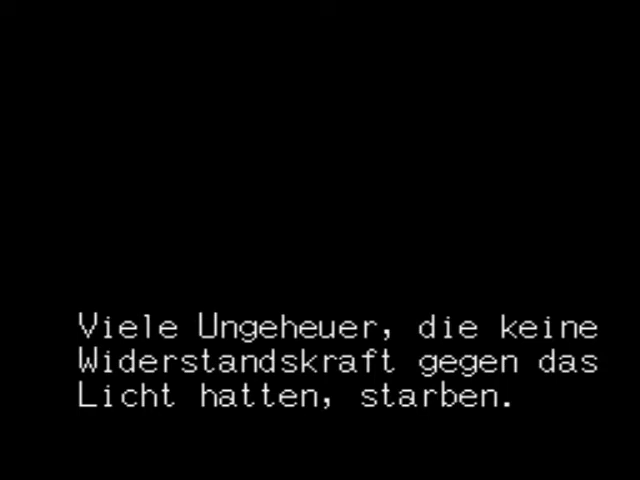 Viele Ungeheuer, die keine
Widerstandskraft gegen das
Licht hatten, starben.